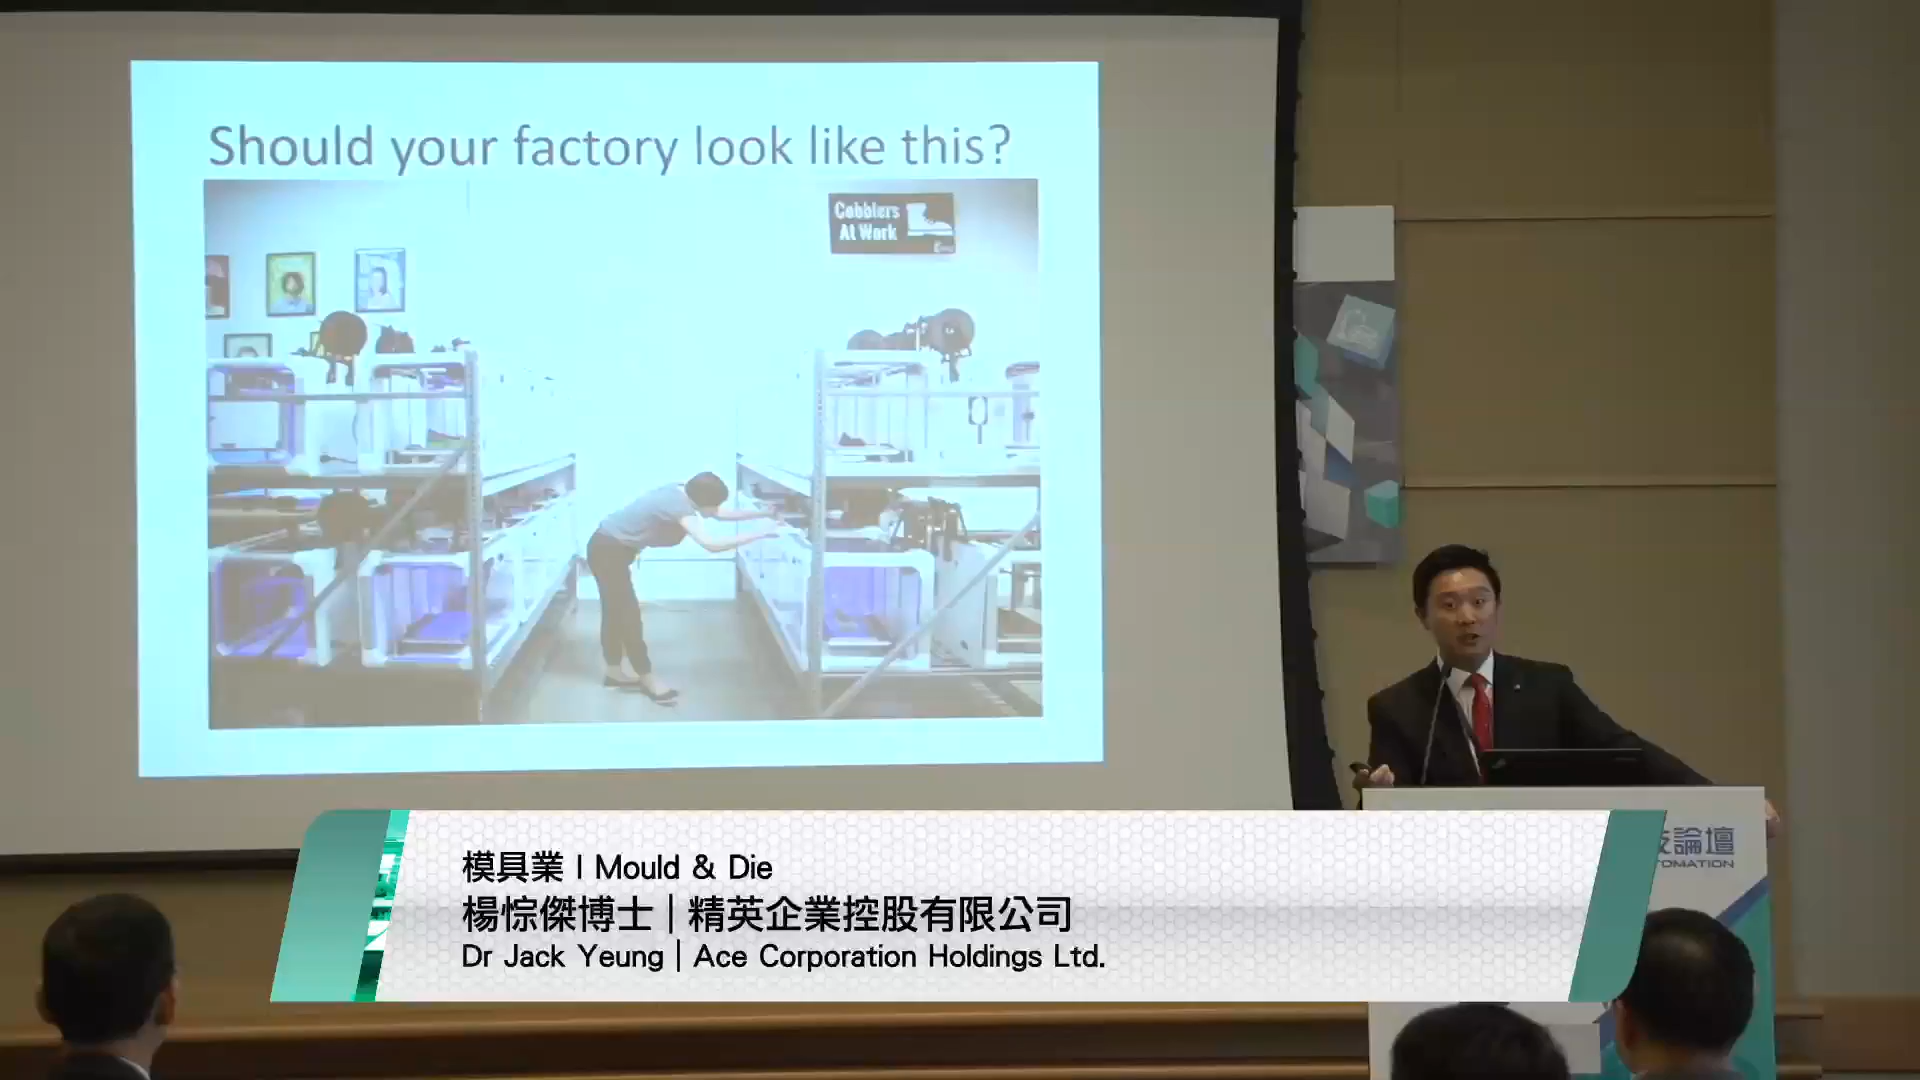 Should your factory look like this?
Cobblers
At Work
模具業 | Mould & Die
楊悰傑博士 | 精英企業控股有限公司
Dr Jack Yeung | Ace Corporation Holdings Ltd.
論壇
TOMATION